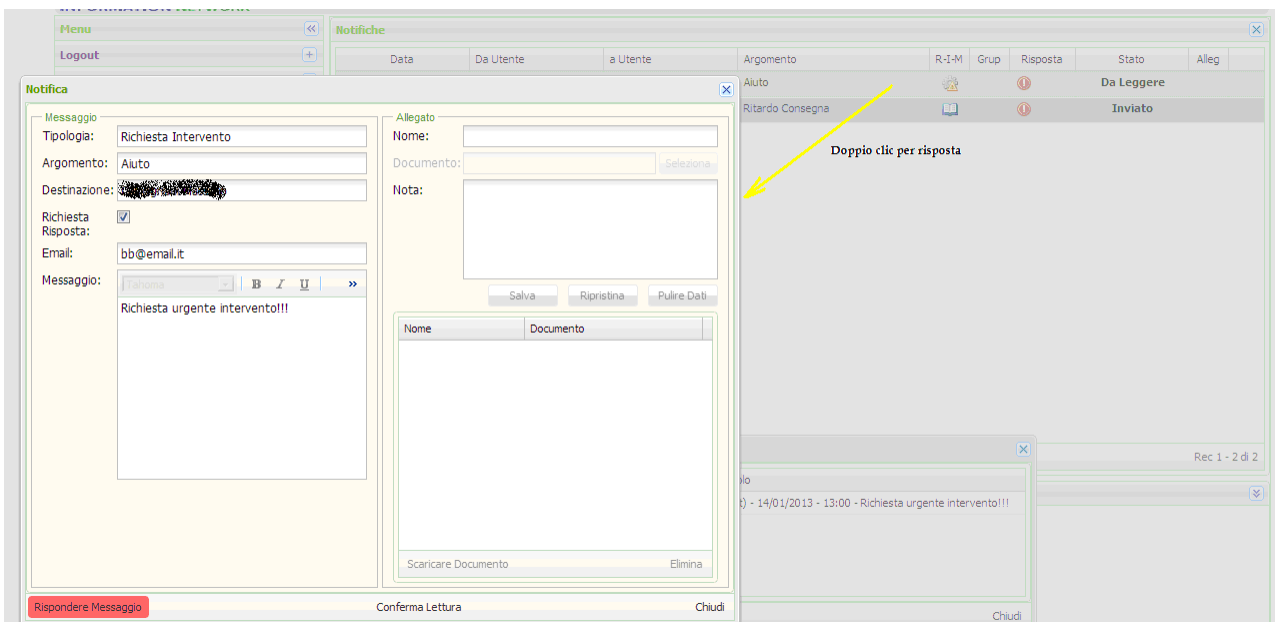 INFORMATION NETWORK
Menu
Logout
Notifiche
Data Da Utente a Utente Argomento R-I-M Grup Risposta Stato Alleg
Aiuto Da Leggere
Ritardo Consegna Inviato
Doppio clic per risposta
Rec 1 - 2 di 2
Notifica
Messaggio
Tipologia: Richiesta Intervento
Argomento: Aiuto
Destinazione:
Richiesta
Risposta:
Email: bb@email.it
Messaggio: Tahoma B I U »
Richiesta urgente intervento!!!
Allegato
Nome:
Documento: Seleziona
Nota:
Salva Ripristina Pulire Dati
Nome Documento
Scaricare Documento Elimina
Rispondere Messaggio Conferma Lettura Chiudi
- 14/01/2013 - 13:00 - Richiesta urgente intervento!!!
Chiudi